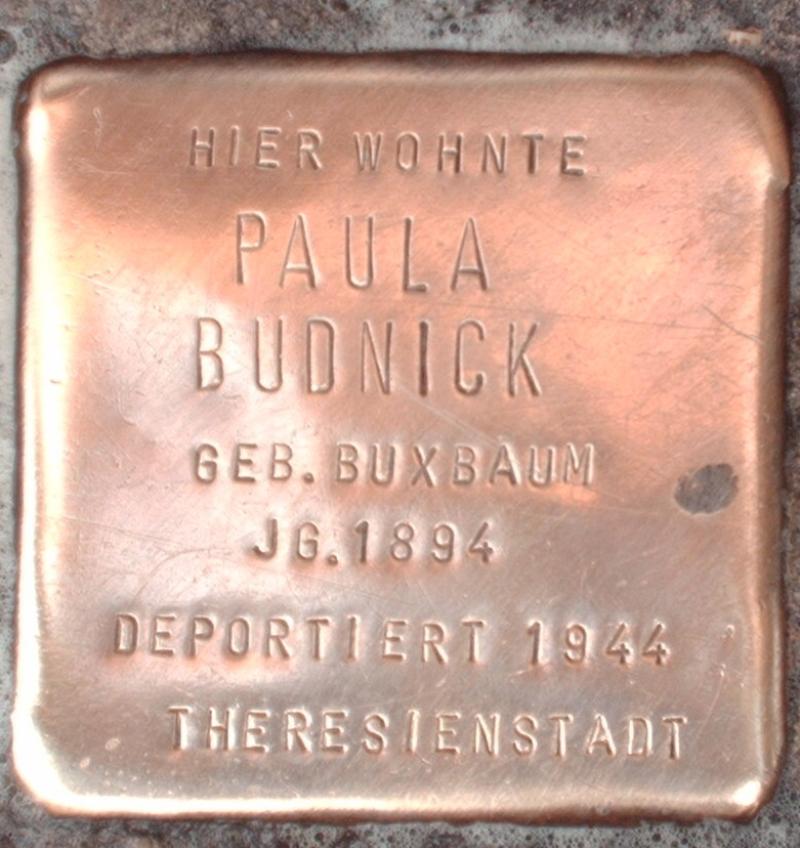 HIER WOHNTE
PAULA
BUDNICK
GEB. BUXBAUM
JG. 1894
DEPORTIERT 1944
THERESIENSTADT